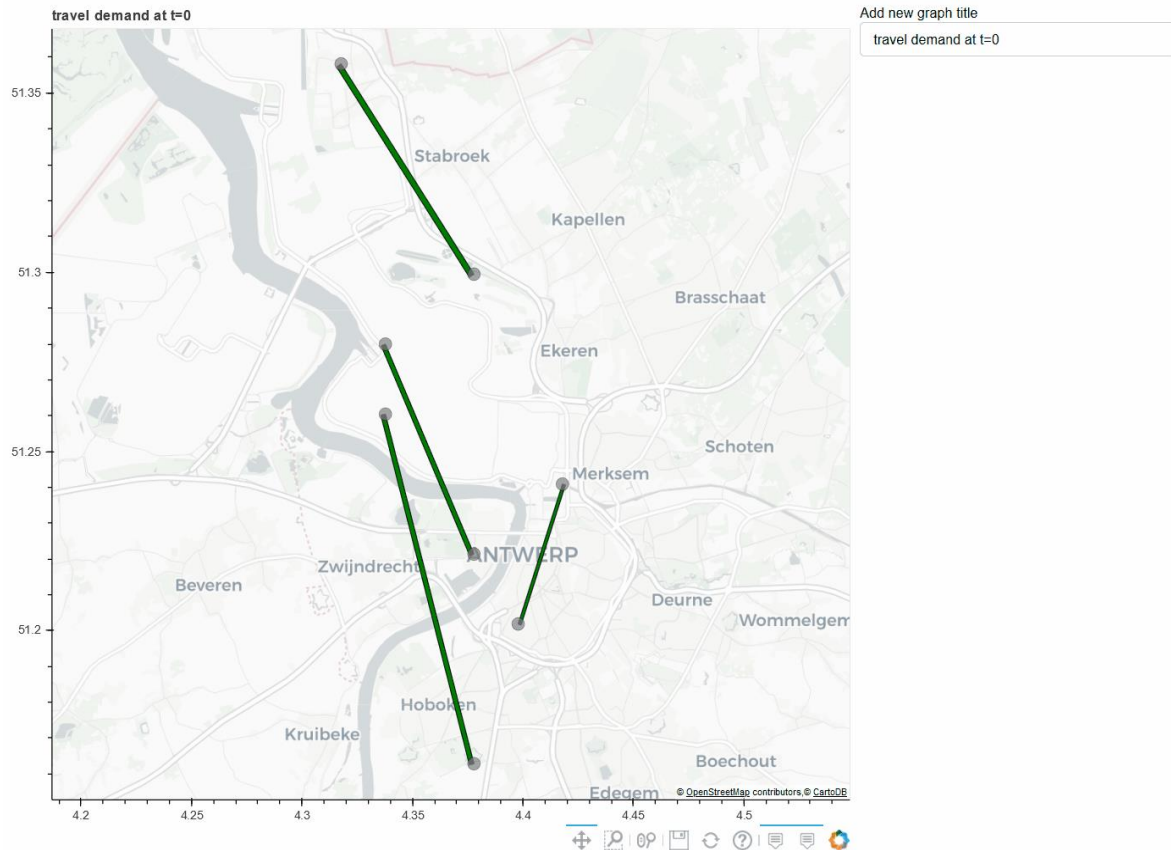 travel demand at t=0
Add new graph title
travel demand at t=0
51.35
Stabroek
Kapellen
51.3
Brasschaat
Ekeren
51.25
Schoten
Merksem
ANTWERP
Zwijndrecht
Beveren
Deurne
51.2
Wommelgem
Hoboken
Kruibeke
Boechout
Edegem
© OpenStreetMap contributors,© CartoDB
4.2 4.25 4.3 4.35 4.4 4.45 4.5